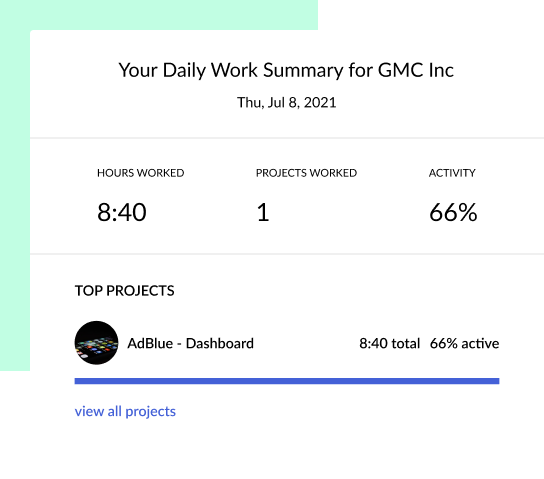 Your Daily Work Summary for GMC Inc
Thu, Jul 8, 2021
HOURS WORKED PROJECTS WORKED ACTIVITY
8:40 1 66%
TOP PROJECTS
AdBlue - Dashboard 8:40 total 66% active
view all projects